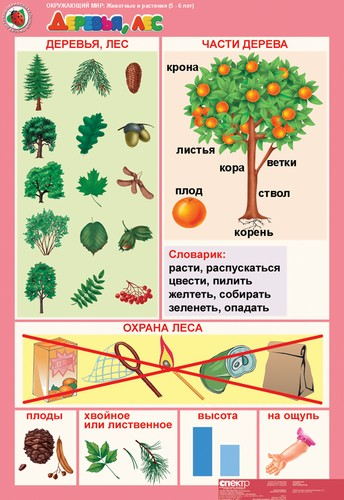 ОКРУЖАЮЩИЙ МИР: Животные и растения (5 - 6 лет)
ДЕРЕВЬЯ, ЛЕС
ДЕРЕВЬЯ, ЛЕС
ЧАСТИ ДЕРЕВА
крона
листья
кора
ветки
плод
ствол
корень
Словарик:
расти, распускаться
цвести, пилить
желтеть, собирать
зеленеть, опадать
ОХРАНА ЛЕСА
плоды
хвойное
или лиственное
высота
на ощупь
спектр